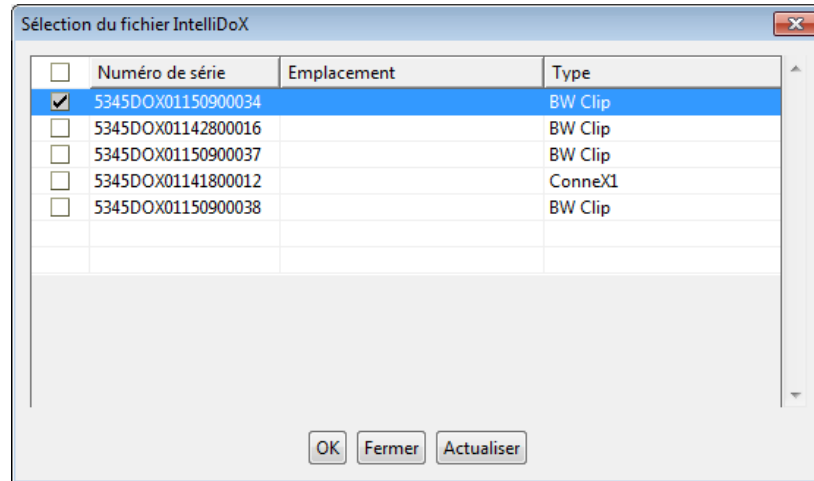 Sélection du fichier IntelliDoX
Numéro de série Emplacement Type
5345DOX01150900034 BW Clip
5345DOX01142800016 BW Clip
5345DOX01150900037 BW Clip
5345DOX01141800012 ConneX1
5345DOX01150900038 BW Clip
OK Fermer Actualiser